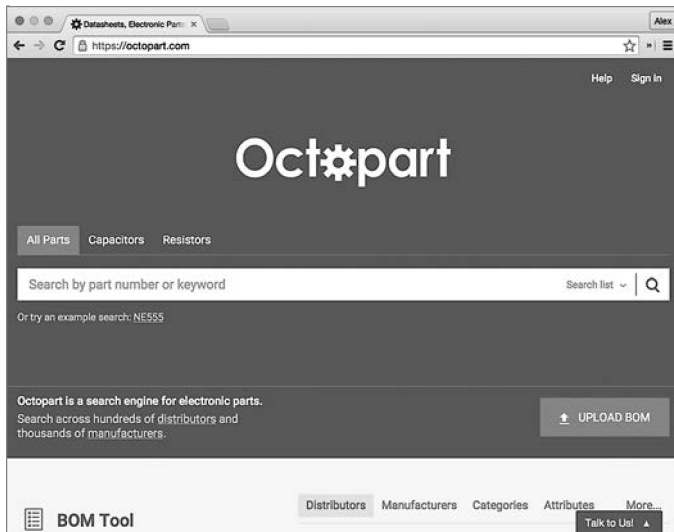 Datasheets, Electronic Parts
Alex
https://octopart.com
Help Sign In
Octopart
All Parts Capacitors Resistors
Search by part number or keyword Search list
Or try an example search: NE555
Octopart is a search engine for electronic parts.
Search across hundreds of distributors and
thousands of manufacturers.
UPLOAD BOM
BOM Tool
Distributors Manufacturers Categories Attributes More...
Talk to Us!